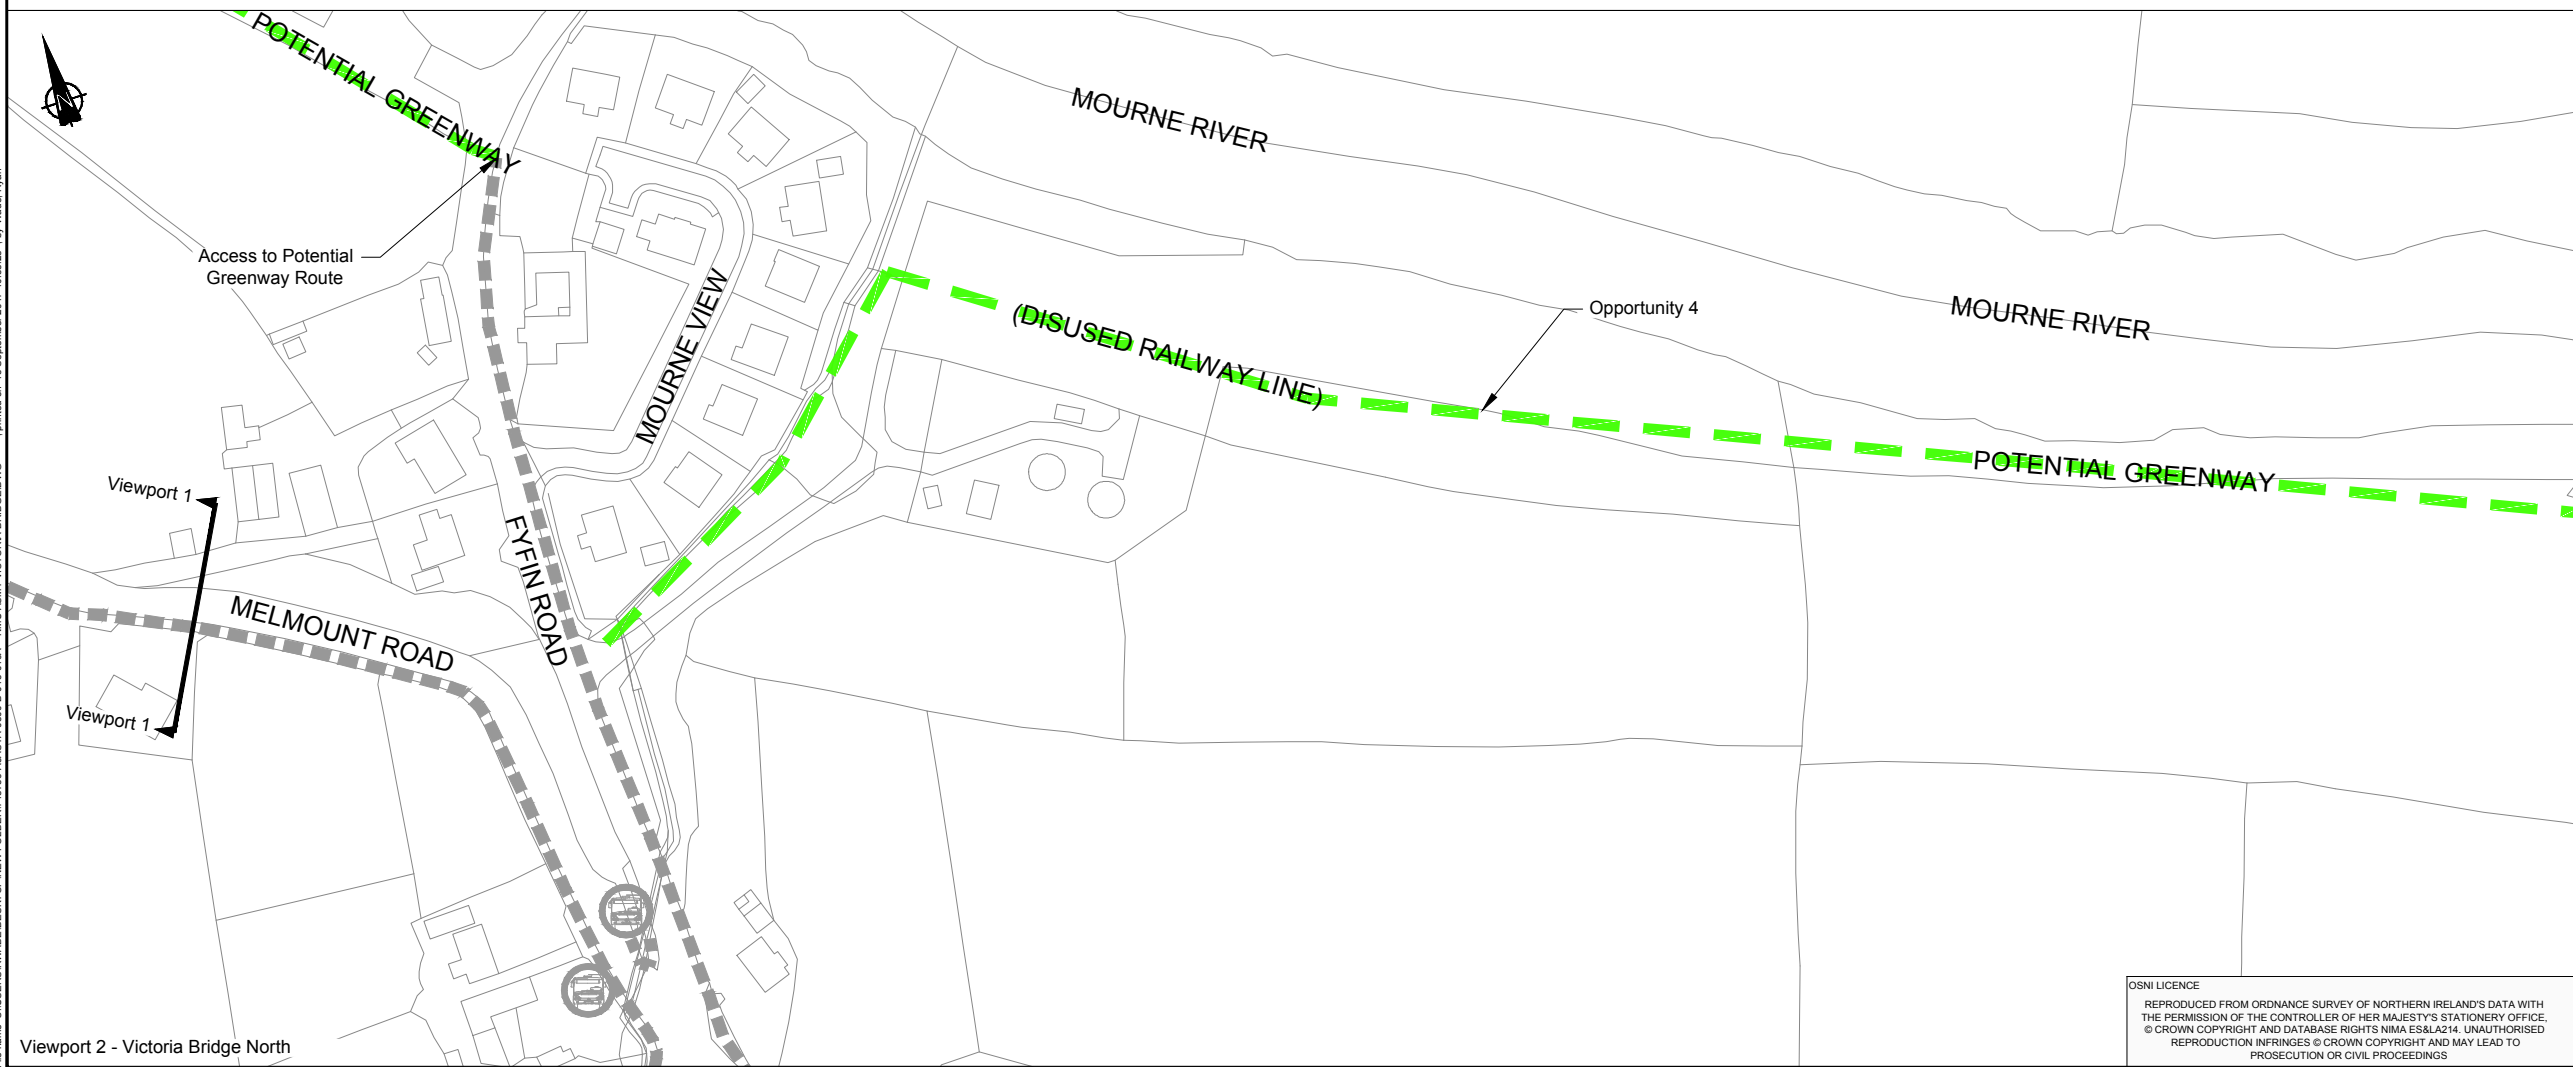 POTENTIAL GREENWAY
MOURNE RIVER
Access to Potential
Greenway Route
MOURNE VIEW
(DISUSED RAILWAY LINE)
Opportunity 4
MOURNE RIVER
POTENTIAL GREENWAY
Viewport 1
FYFIN ROAD
MELMOUNT ROAD
Viewport 1
Viewport 2 - Victoria Bridge North
OSNI LICENCE
REPRODUCED FROM ORDNANCE SURVEY OF NORTHERN IRELAND'S DATA WITH
THE PERMISSION OF THE CONTROLLER OF HER MAJESTY'S STATIONERY OFFICE,
© CROWN COPYRIGHT AND DATABASE RIGHTS NIMA ES&LA214. UNAUTHORISED
REPRODUCTION INFRINGES © CROWN COPYRIGHT AND MAY LEAD TO
PROSECUTION OR CIVIL PROCEEDINGS